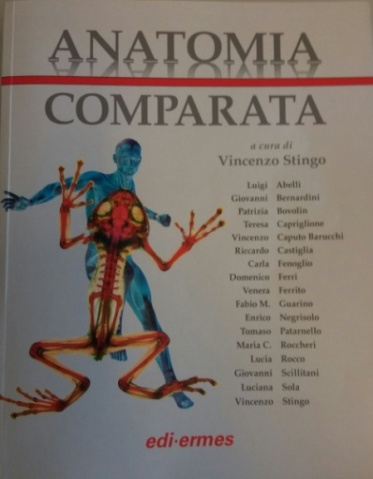 ANATOMIA
COMPARATA
a cura di
Vincenzo Stingo
Luigi Abelli
Giovanni Bernardini
Patrizia Bovolin
Teresa Capriglione
Vincenzo Caputo Barucchi
Riccardo Castiglia
Carla Fenoglio
Domenico Ferri
Venera Ferrito
Fabio M. Guarino
Enrico Negrisolo
Tomaso Patarnello
Maria C. Roccheri
Lucia Rocco
Giovanni Scillitani
Luciana Sola
Vincenzo Stingo
edi·ermes